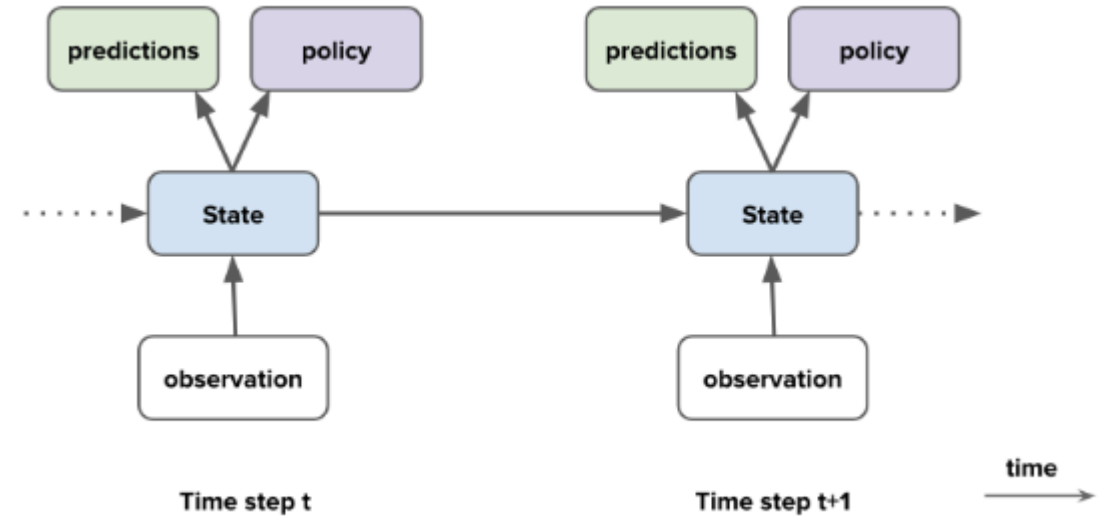 predictions
policy
predictions
policy
State
State
observation
observation
time
Time step t
Time step t+1